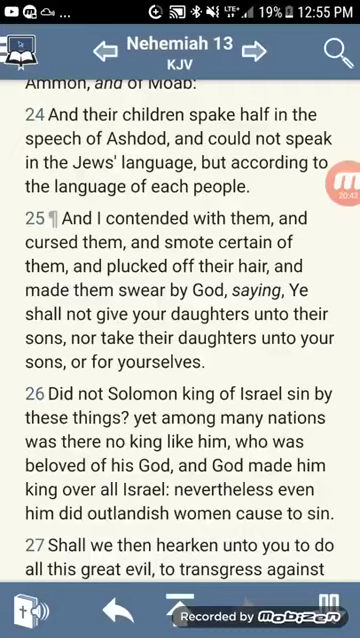 LTE+ 19% 12:55 PM
Nehemiah 13
KJV
Ammon, and of Moab:
24 And their children spake half in the
speech of Ashdod, and could not speak
in the Jews' language, but according to
the language of each people.
25 ¶ And I contended with them, and
cursed them, and smote certain of
them, and plucked off their hair, and
made them swear by God, saying, Ye
shall not give your daughters unto their
sons, nor take their daughters unto your
sons, or for yourselves.
26 Did not Solomon king of Israel sin by
these things? yet among many nations
was there no king like him, who was
beloved of his God, and God made him
king over all Israel: nevertheless even
him did outlandish women cause to sin.
27 Shall we then hearken unto you to do
all this great evil, to transgress against
20:42
Recorded by Mobizen